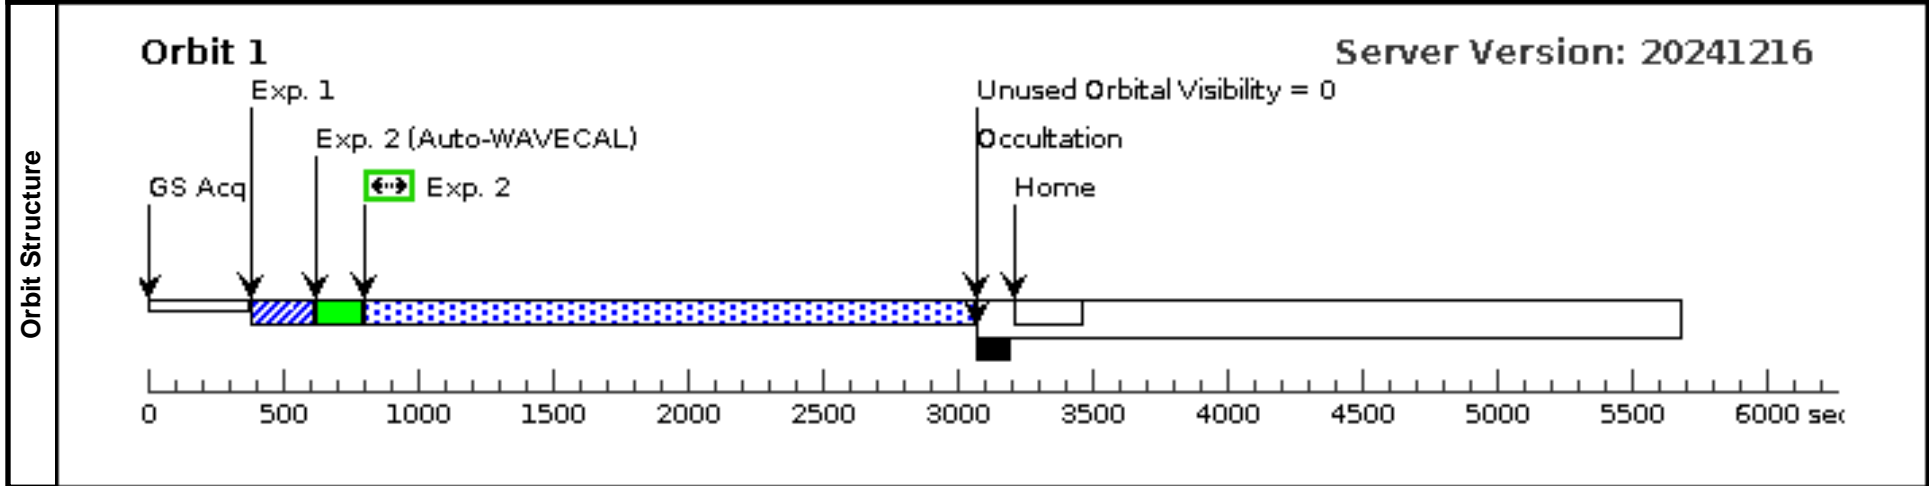 Orbit Structure
Orbit 1
Server Version: 20241216
Exp. 1
Unused Orbital Visibility = 0
Exp. 2 (Auto-WAVECAL)
Occultation
GS Acq
Exp. 2
Home
0 500 1000 1500 2000 2500 3000 3500 4000 4500 5000 5500 6000 sec